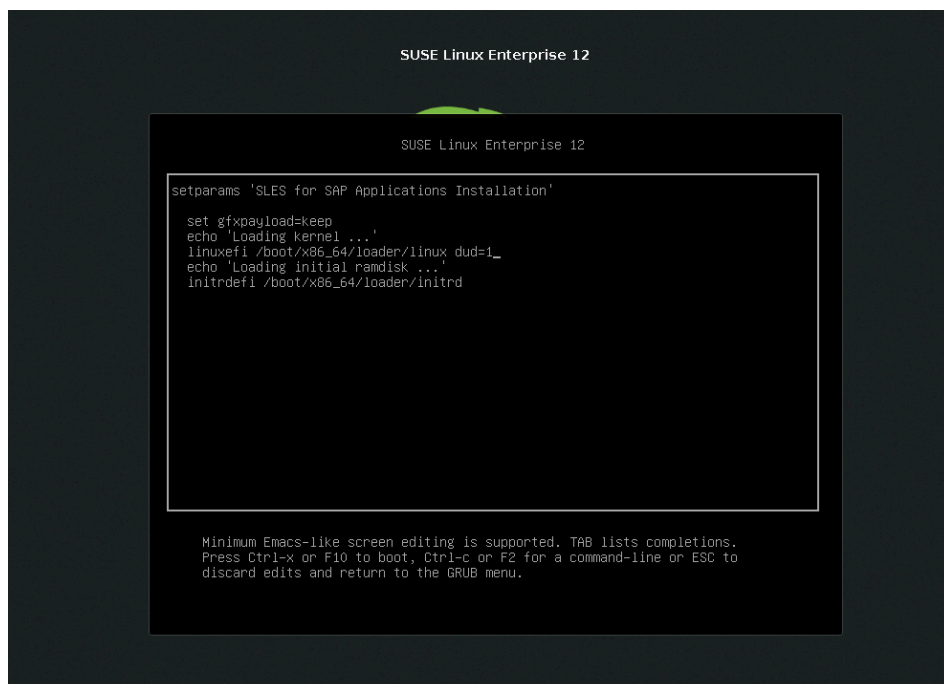 SUSE Linux Enterprise 12
SUSE Linux Enterprise 12
setparams 'SLES for SAP Applications Installation'
set gfxpayload=keep
echo 'Loading kernel ...'
linuxefi /boot/x86_64/loader/linux dud=1_
echo 'Loading initial ramdisk ...'
initrdefi /boot/x86_64/loader/initrd
Minimum Emacs-like screen editing is supported. TAB lists completions.
Press Ctrl-x or F10 to boot, Ctrl-c or F2 for a command-line or ESC to
discard edits and return to the GRUB menu.